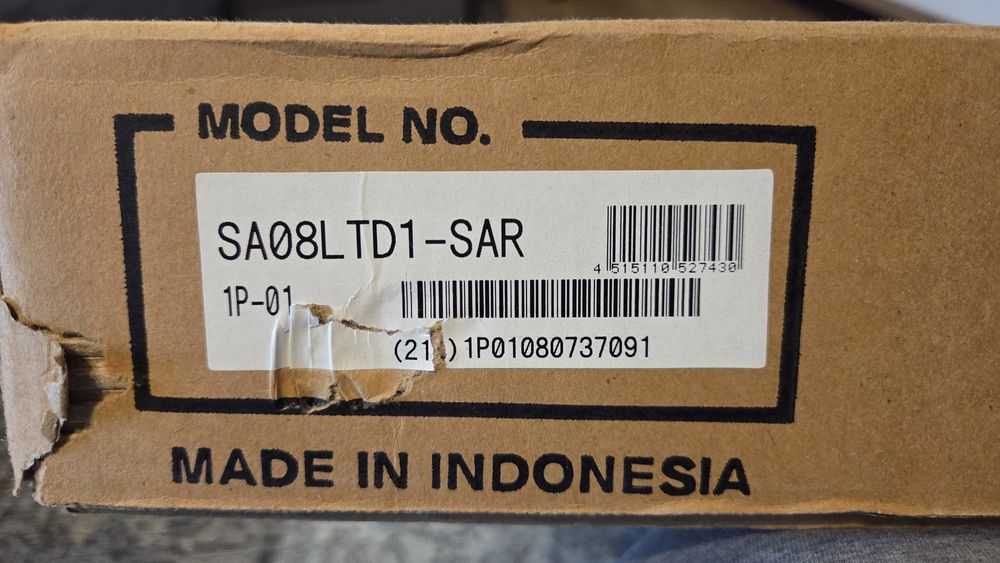 MODEL NO.
SA08LTD1-SAR
4 515110 527430
1P-01
(21 )1P01080737091
MADE IN INDONESIA